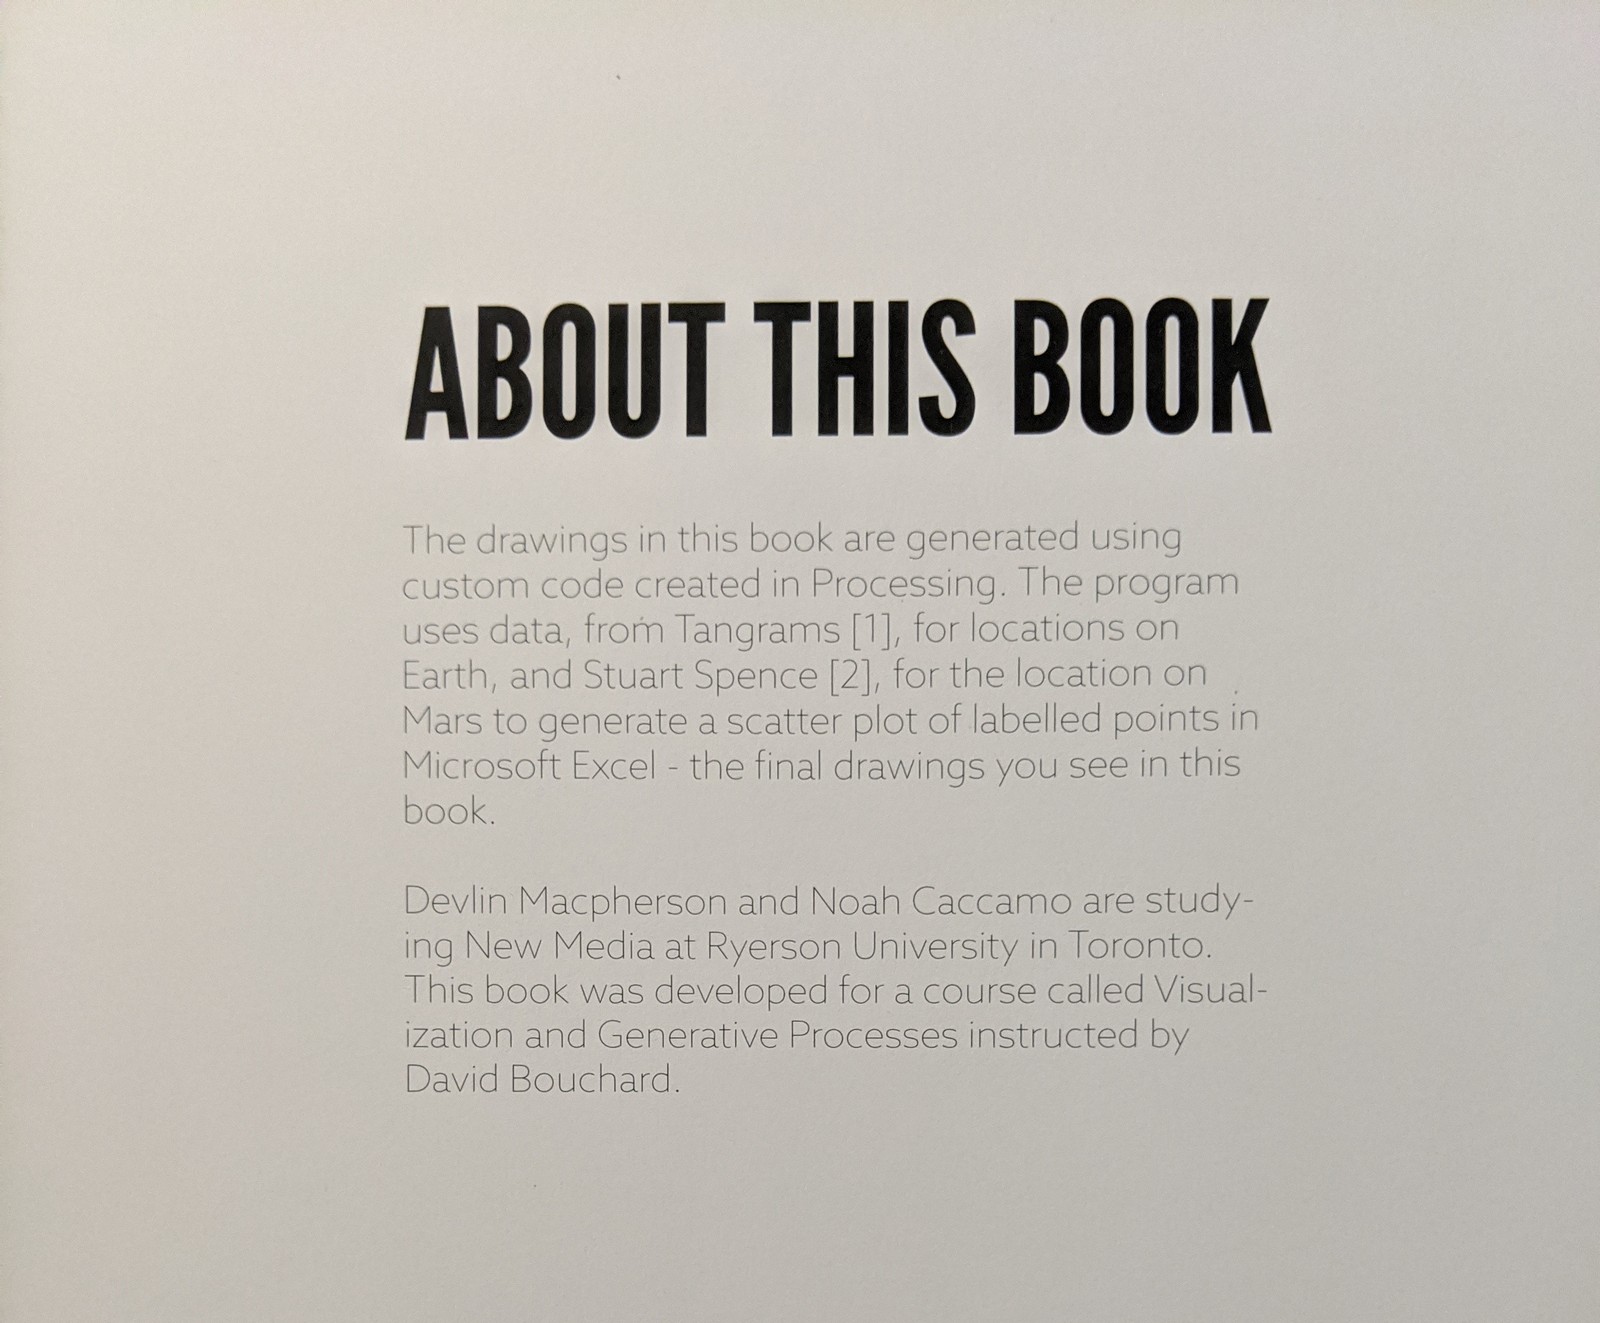 ABOUT THIS BOOK
The drawings in this book are generated using
custom code created in Processing. The program
uses data, from Tangrams [1], for locations on
Earth, and Stuart Spence [2], for the location on
Mars to generate a scatter plot of labelled points in
Microsoft Excel - the final drawings you see in this
book.
Devlin Macpherson and Noah Caccamo are study-
ing New Media at Ryerson University in Toronto.
This book was developed for a course called Visual-
ization and Generative Processes instructed by
David Bouchard.